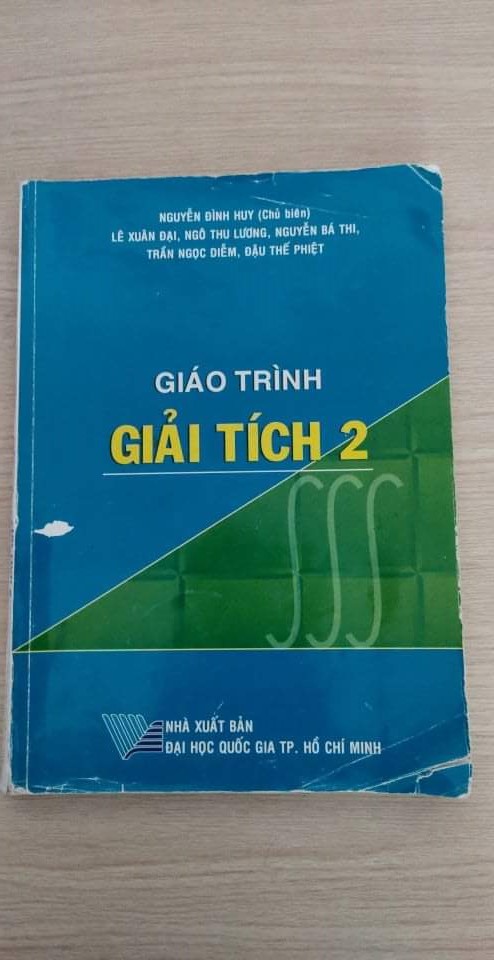 NGUYỄN ĐÌNH HUY (Chủ biên)
LÊ XUÂN ĐẠI, NGÔ THU LƯƠNG, NGUYỄN BÁ THI,
TRẦN NGỌC DIỄM, ĐẬU THẾ PHIỆT
GIÁO TRÌNH
GIẢI TÍCH 2
∫∫∫
NHÀ XUẤT BẢN
ĐẠI HỌC QUỐC GIA TP. HỒ CHÍ MINH